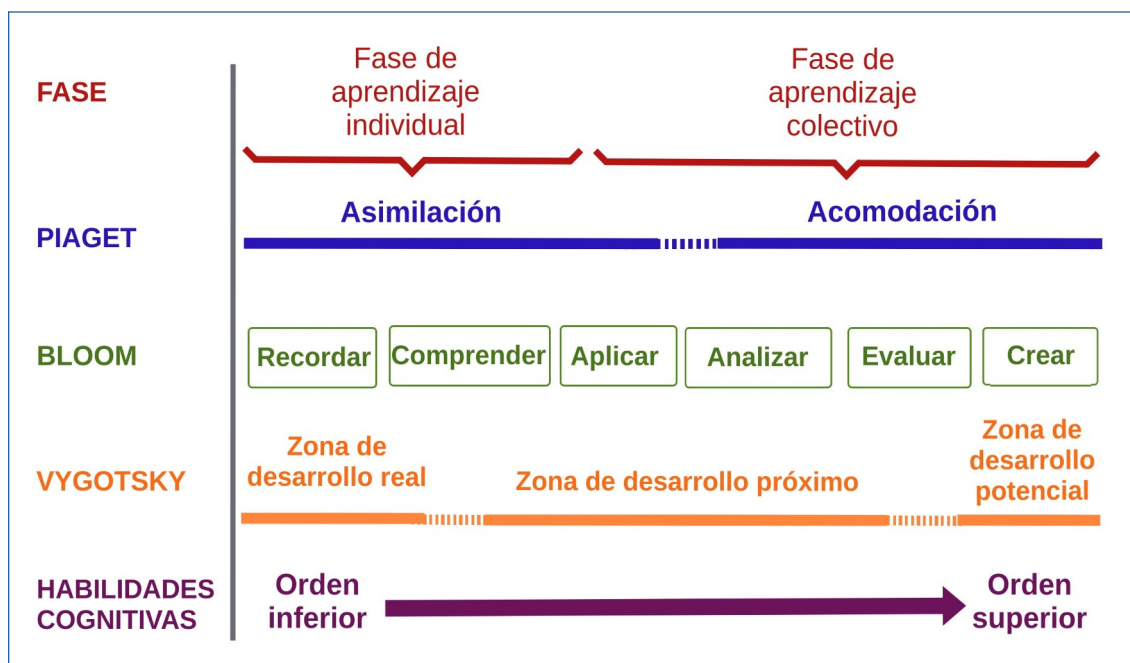 FASE
Fase de
aprendizaje
individual
Fase de
aprendizaje
colectivo
PIAGET
Asimilación
Acomodación
BLOOM
Recordar
Comprender
Aplicar
Analizar
Evaluar
Crear
VYGOTSKY
Zona de
desarrollo real
Zona de desarrollo próximo
Zona de
desarrollo
potencial
HABILIDADES
COGNITIVAS
Orden
inferior
Orden
superior